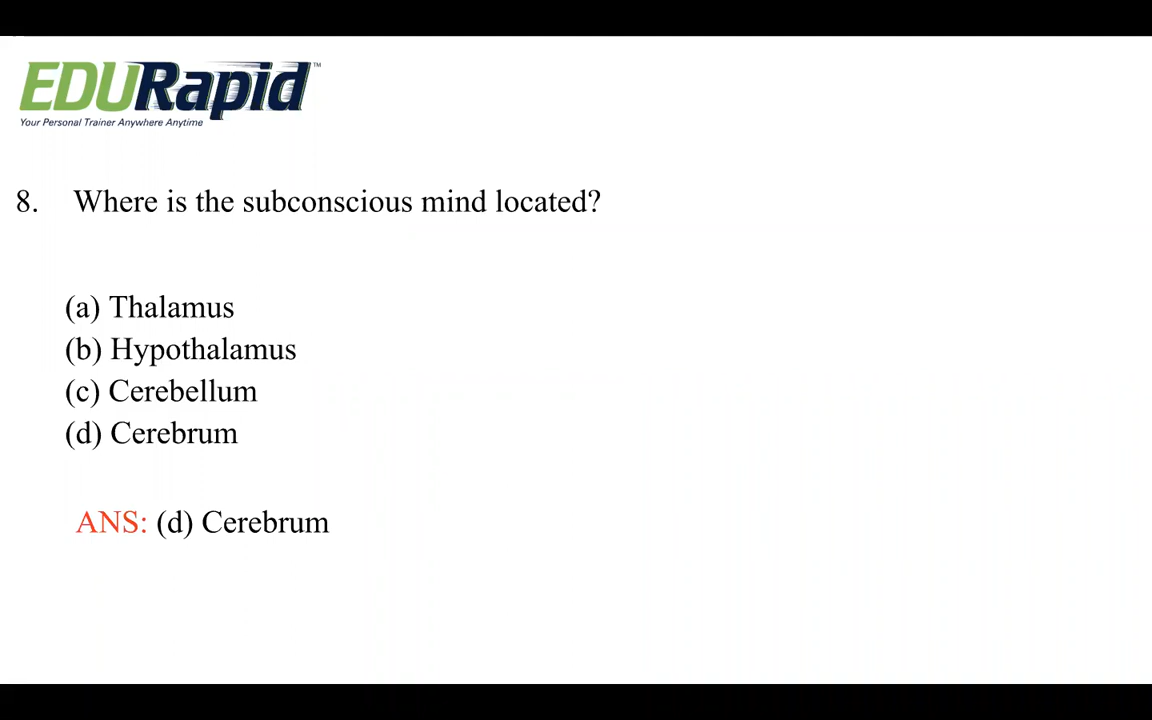 EDURapid™
Your Personal Trainer Anywhere Anytime
8. Where is the subconscious mind located?
(a) Thalamus
(b) Hypothalamus
(c) Cerebellum
(d) Cerebrum
ANS: (d) Cerebrum